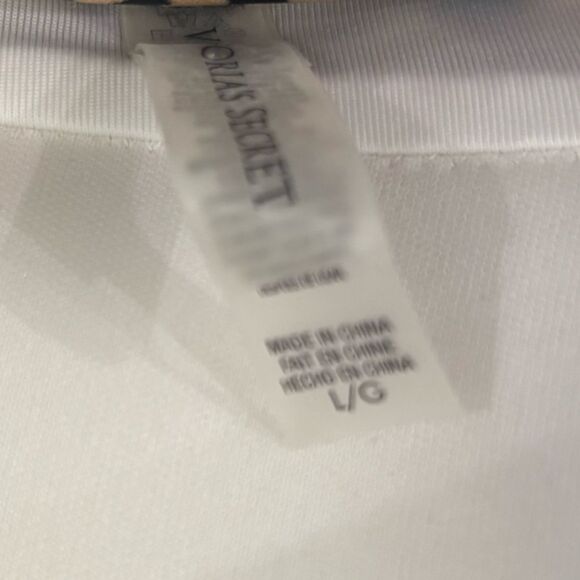 VICTORIA'S SECRET
MADE IN CHINA
FAIT EN CHINE
HECHO EN CHINA
L/G